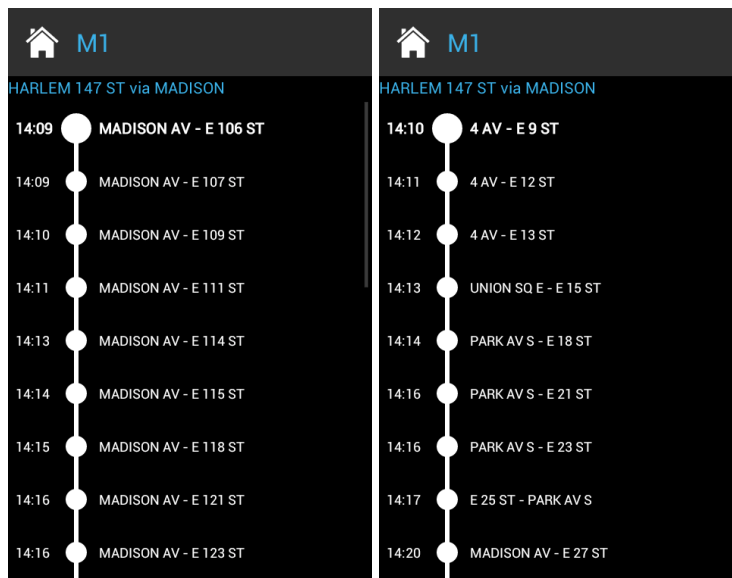 M1
HARLEM 147 ST via MADISON
14:09 MADISON AV - E 106 ST
14:09 MADISON AV - E 107 ST
14:10 MADISON AV - E 109 ST
14:11 MADISON AV - E 111 ST
14:13 MADISON AV - E 114 ST
14:14 MADISON AV - E 115 ST
14:15 MADISON AV - E 118 ST
14:16 MADISON AV - E 121 ST
14:16 MADISON AV - E 123 ST
M1
HARLEM 147 ST via MADISON
14:10 4 AV - E 9 ST
14:11 4 AV - E 12 ST
14:12 4 AV - E 13 ST
14:13 UNION SQ E - E 15 ST
14:14 PARK AV S - E 18 ST
14:16 PARK AV S - E 21 ST
14:16 PARK AV S - E 23 ST
14:17 E 25 ST - PARK AV S
14:20 MADISON AV - E 27 ST